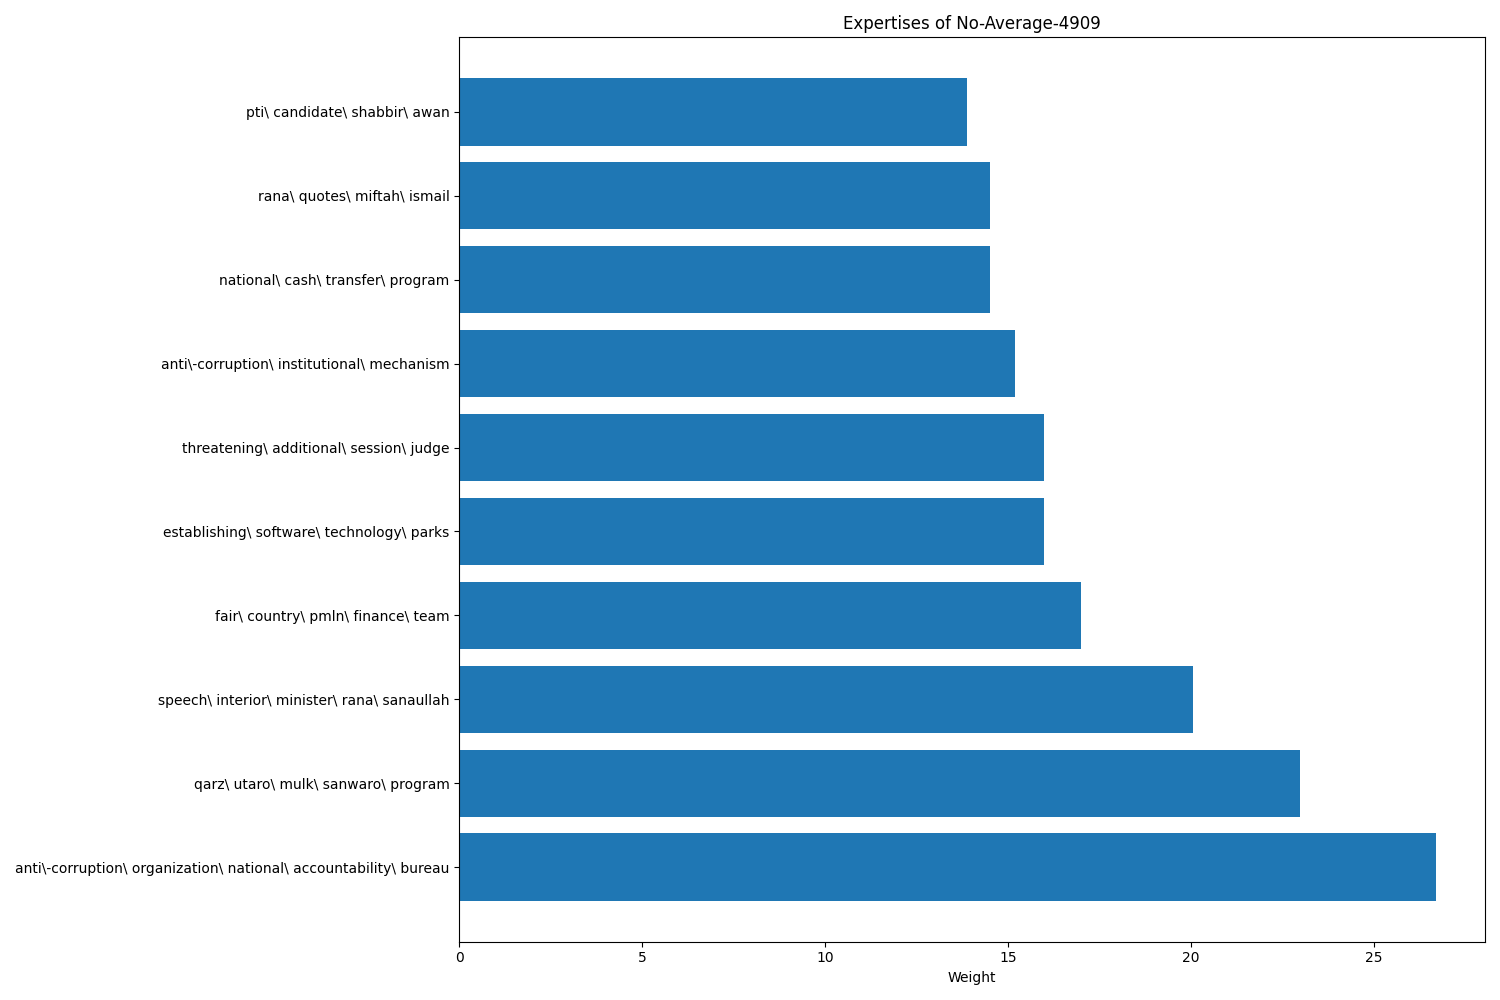 Expertises of No-Average-4909
pti\ candidate\ shabbir\ awan
rana\ quotes\ miftah\ ismail
national\ cash\ transfer\ program
anti\-corruption\ institutional\ mechanism
threatening\ additional\ session\ judge
establishing\ software\ technology\ parks
fair\ country\ pmln\ finance\ team
speech\ interior\ minister\ rana\ sanaullah
qarz\ utaro\ mulk\ sanwaro\ program
anti\-corruption\ organization\ national\ accountability\ bureau
0 5 10 15 20 25
Weight